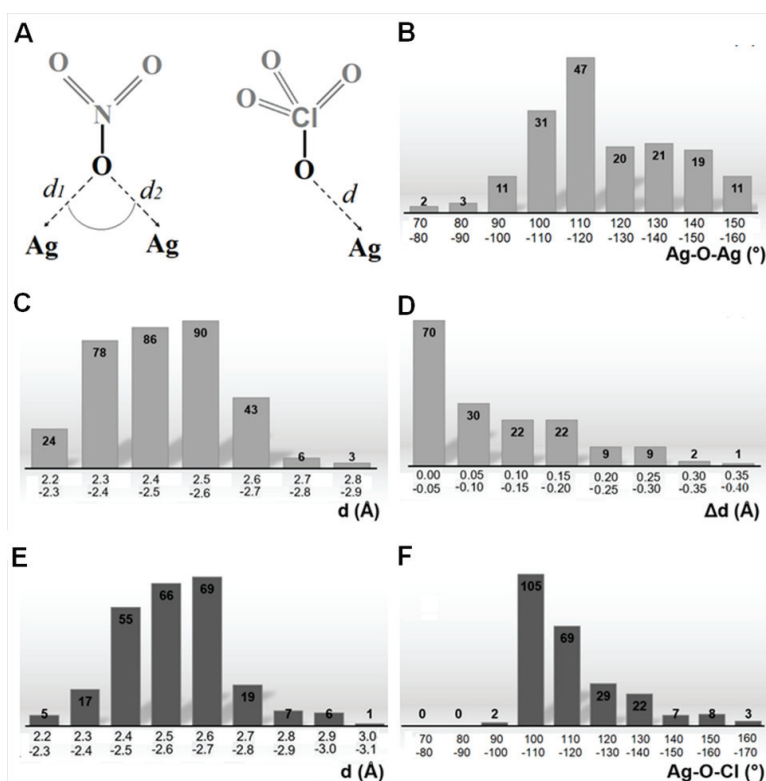 A
O O
N
O
d1 d2
Ag Ag
O
O O
Cl
O
d
Ag
B
2 3 11 31 47 20 21 19 11
70 80 90 100 110 120 130 140 150
-80 -90 -100 -110 -120 -130 -140 -150 -160
Ag-O-Ag (°)
C
24 78 86 90 43 6 3
2.2 2.3 2.4 2.5 2.6 2.7 2.8
-2.3 -2.4 -2.5 -2.6 -2.7 -2.8 -2.9
d (Å)
D
70 30 22 22 9 9 2 1
0.00 0.05 0.10 0.15 0.20 0.25 0.30 0.35
-0.05 -0.10 -0.15 -0.20 -0.25 -0.30 -0.35 -0.40
Δd (Å)
E
5 17 55 66 69 19 7 6 1
2.2 2.3 2.4 2.5 2.6 2.7 2.8 2.9 3.0
-2.3 -2.4 -2.5 -2.6 -2.7 -2.8 -2.9 -3.0 -3.1
d (Å)
F
0 0 2 105 69 29 22 7 8 3
70 80 90 100 110 120 130 140 150 160
-80 -90 -100 -110 -120 -130 -140 -150 -160 -170
Ag-O-Cl (°)